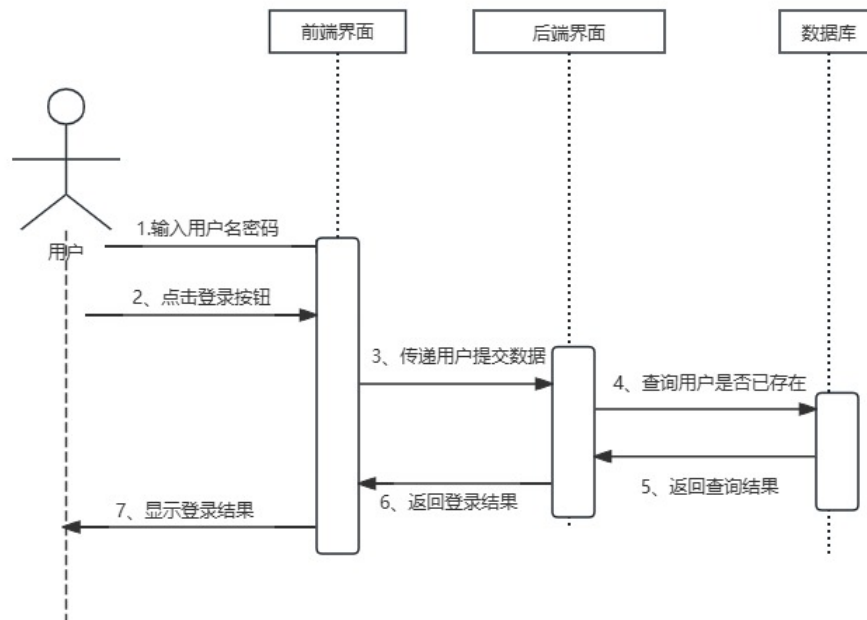 前端界面
后端界面
数据库
用户
1.输入用户名密码
2、点击登录按钮
3、传递用户提交数据
4、查询用户是否已存在
5、返回查询结果
6、返回登录结果
7、显示登录结果